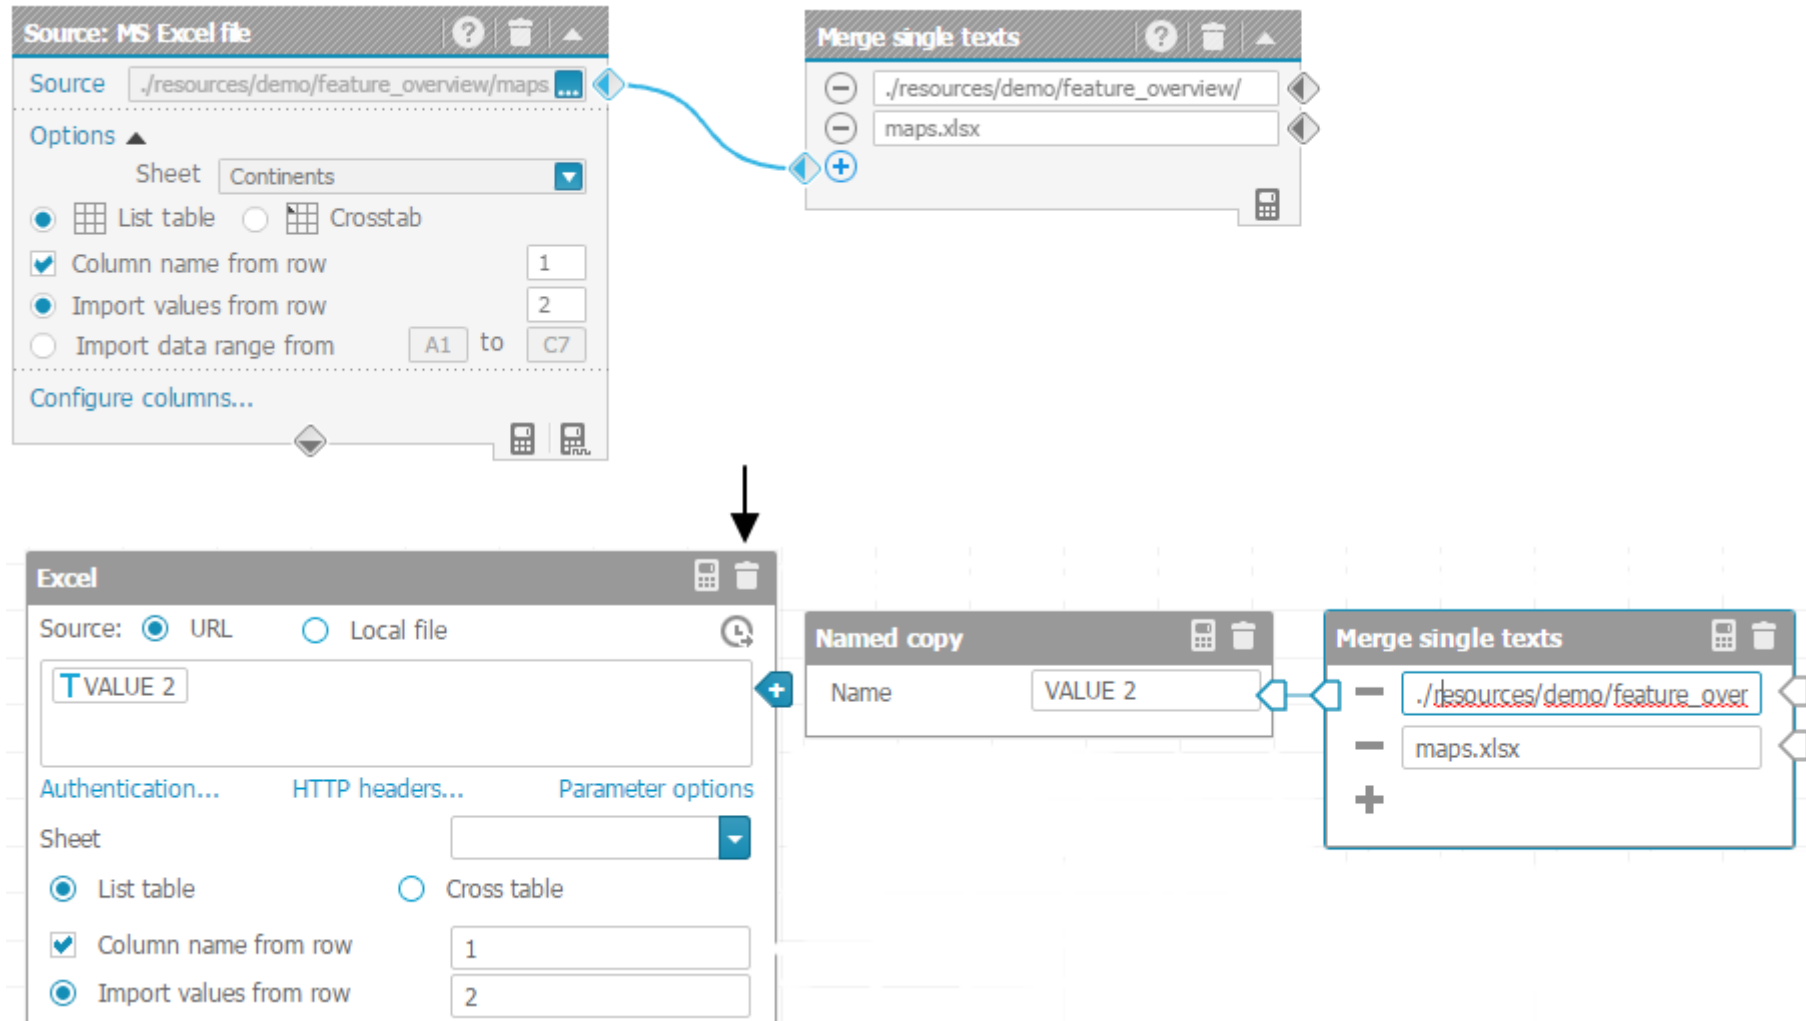 Source: MS Excel file
Source ./resources/demo/feature_overview/maps ...
Options
Sheet Continents
List table Crosstab
Column name from row 1
Import values from row 2
Import data range from A1 to C7
Configure columns...
Merge single texts
./resources/demo/feature_overview/
maps.xlsx
Excel
Source: URL Local file
T VALUE 2
Authentication... HTTP headers... Parameter options
Sheet
List table Cross table
Column name from row 1
Import values from row 2
Named copy
Name VALUE 2
Merge single texts
./resources/demo/feature_over
maps.xlsx